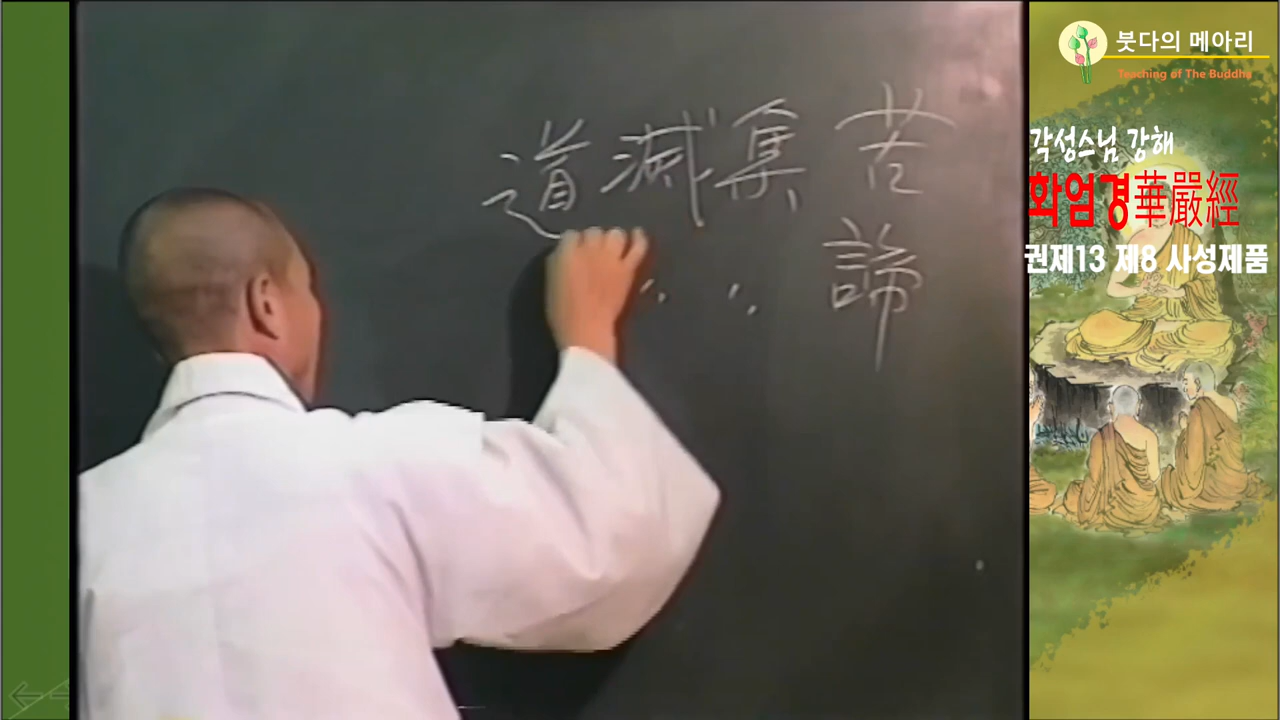 苦 集 滅 道
諦 〃 〃
붓다의 메아리
Teaching of The Buddha
각성스님 강해
화엄경華嚴經
권제13 제8 사성제품